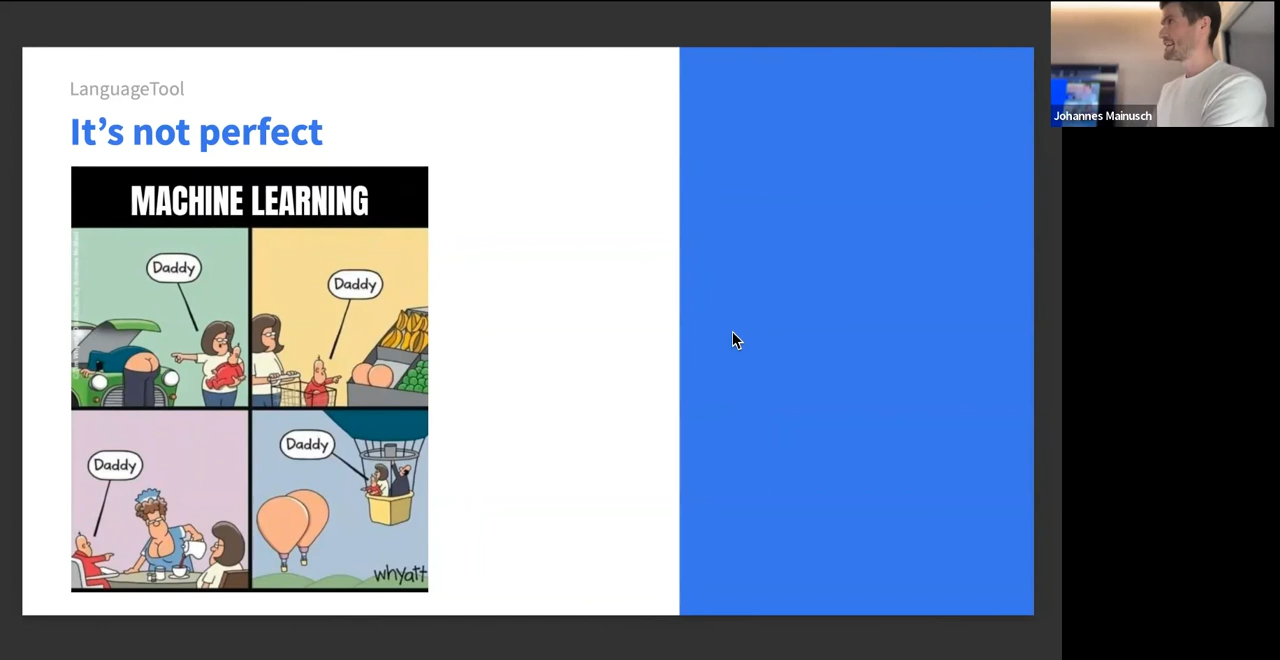 LanguageTool
It’s not perfect
MACHINE LEARNING
Daddy
Daddy
Daddy
Daddy
whyatt
Johannes Mainusch